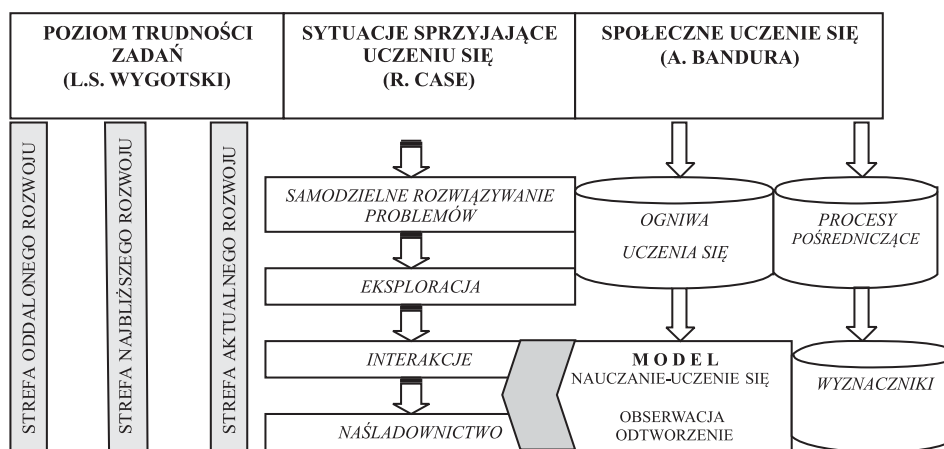 POZIOM TRUDNOŚCI
ZADAŃ
(L.S. WYGOTSKI)
SYTUACJE SPRZYJAJĄCE
UCZENIU SIĘ
(R. CASE)
SPOŁECZNE UCZENIE SIĘ
(A. BANDURA)
STREFA ODDALONEGO ROZWOJU
STREFA NAJBLIŻSZEGO ROZWOJU
STREFA AKTUALNEGO ROZWOJU
SAMODZIELNE ROZWIĄZYWANIE
PROBLEMÓW
EKSPLORACJA
INTERAKCJE
NAŚLADOWNICTWO
OGNIWA
UCZENIA SIĘ
MODEL
NAUCZANIE-UCZENIE SIĘ
OBSERWACJA
ODTWORZENIE
PROCESY
POŚREDNICZĄCE
WYZNACZNIKI